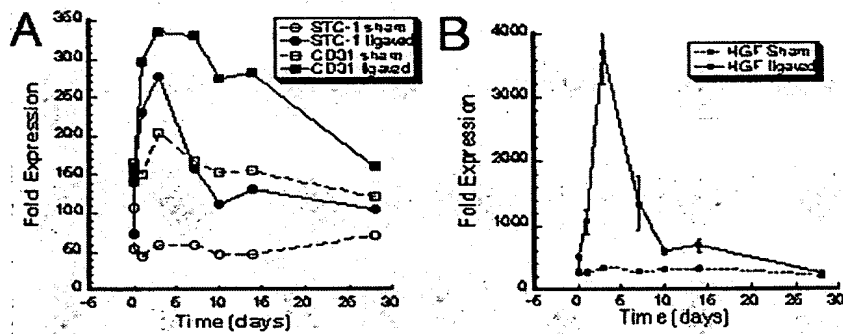 A
STC-1 sham
STC-1 ligated
CD31 sham
CD31 ligated
350
300
250
200
150
100
50
0
Fold Expression
-5 0 5 10 15 20 25 30
Time (days)
B
HGF Sham
HGF ligated
4000
3000
2000
1000
0
Fold Expression
-5 0 5 10 15 20 25 30
Time (days)